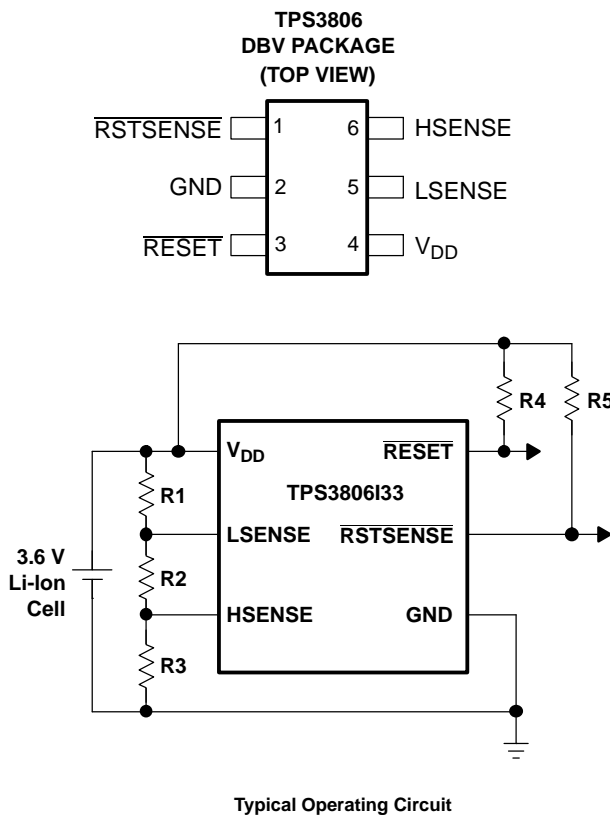 TPS3806
DBV PACKAGE
(TOP VIEW)
RSTSENSE 1 6 HSENSE
GND 2 5 LSENSE
RESET 3 4 VDD
R4 R5
VDD RESET
R1
TPS3806I33
LSENSE RSTSENSE
3.6 V
Li-Ion
Cell
R2
HSENSE GND
R3
Typical Operating Circuit